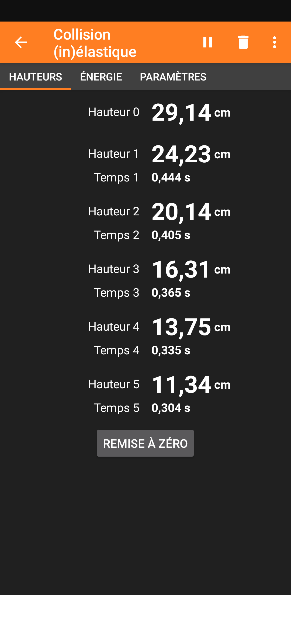 Collision
(in)élastique
HAUTEURS ÉNERGIE PARAMÈTRES
Hauteur 0 29,14 cm
Hauteur 1 24,23 cm
Temps 1 0,444 s
Hauteur 2 20,14 cm
Temps 2 0,405 s
Hauteur 3 16,31 cm
Temps 3 0,365 s
Hauteur 4 13,75 cm
Temps 4 0,335 s
Hauteur 5 11,34 cm
Temps 5 0,304 s
REMISE À ZÉRO